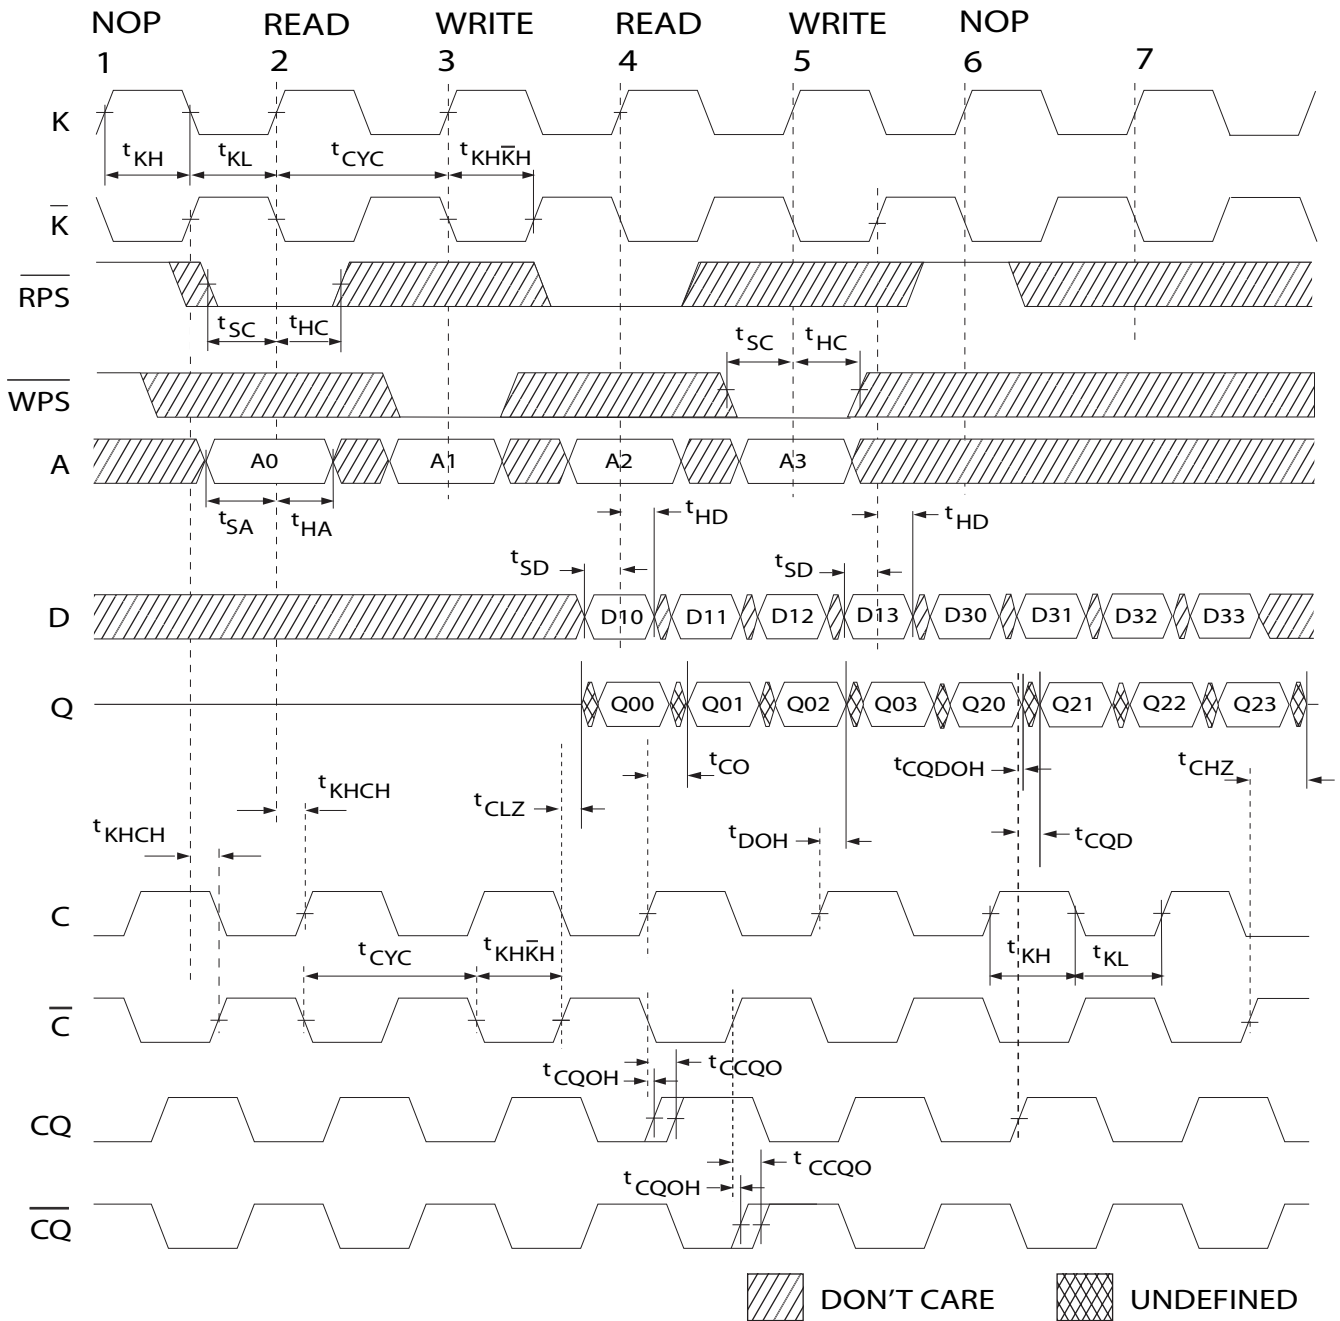 NOP READ WRITE READ WRITE NOP
1 2 3 4 5 6 7
K
tKH tKL tCYC tKHK̅H
K̅
R̅P̅S̅
tSC tHC
tSC tHC
W̅P̅S̅
A A0 A1 A2 A3
tSA tHA
tHD tHD
tSD tSD
D D10 D11 D12 D13 D30 D31 D32 D33
Q Q00 Q01 Q02 Q03 Q20 Q21 Q22 Q23
tCO tCQDOH tCHZ
tKHCH tCLZ
tKHCH tDOH tCQD
C
tCYC tKHK̅H tKH tKL
C̅
tCQOH tCCQO
CQ
tCQOH tCCQO
C̅Q̅
DON'T CARE UNDEFINED